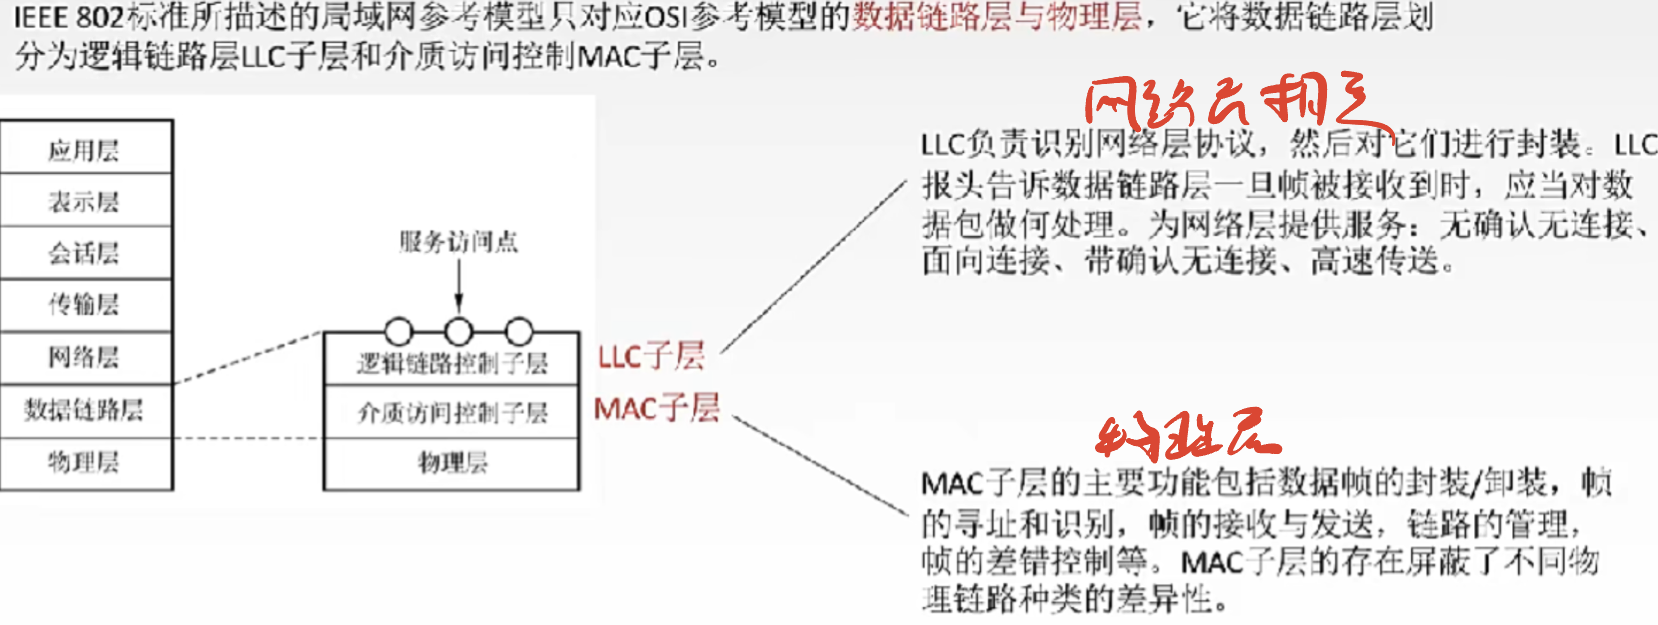 IEEE 802标准所描述的局域网参考模型只对应OSI参考模型的数据链路层与物理层，它将数据链路层划
分为逻辑链路层LLC子层和介质访问控制MAC子层。
应用层
表示层
会话层
传输层
网络层
数据链路层
物理层
服务访问点
逻辑链路控制子层
介质访问控制子层
物理层
LLC子层
MAC子层
网络层相关
LLC负责识别网络层协议，然后对它们进行封装。LLC
报头告诉数据链路层一旦帧被接收到时，应当对数
据包做何处理。为网络层提供服务：无确认无连接、
面向连接、带确认无连接、高速传送。
物理层
MAC子层的主要功能包括数据帧的封装/卸装，帧
的寻址和识别，帧的接收与发送，链路的管理，
帧的差错控制等。MAC子层的存在屏蔽了不同物
理链路种类的差异性。